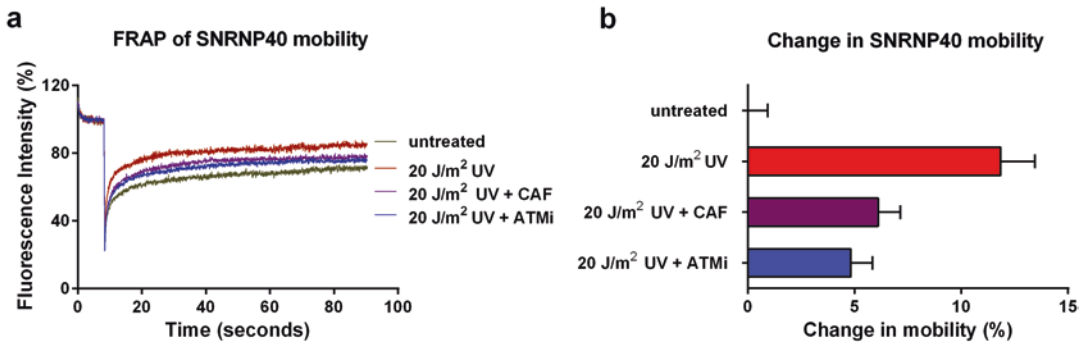 a
FRAP of SNRNP40 mobility
Fluorescence Intensity (%)
120
80
40
0
0 20 40 60 80 100
Time (seconds)
untreated
20 J/m² UV
20 J/m² UV + CAF
20 J/m² UV + ATMi
b
Change in SNRNP40 mobility
untreated
20 J/m² UV
20 J/m² UV + CAF
20 J/m² UV + ATMi
0 5 10 15
Change in mobility (%)